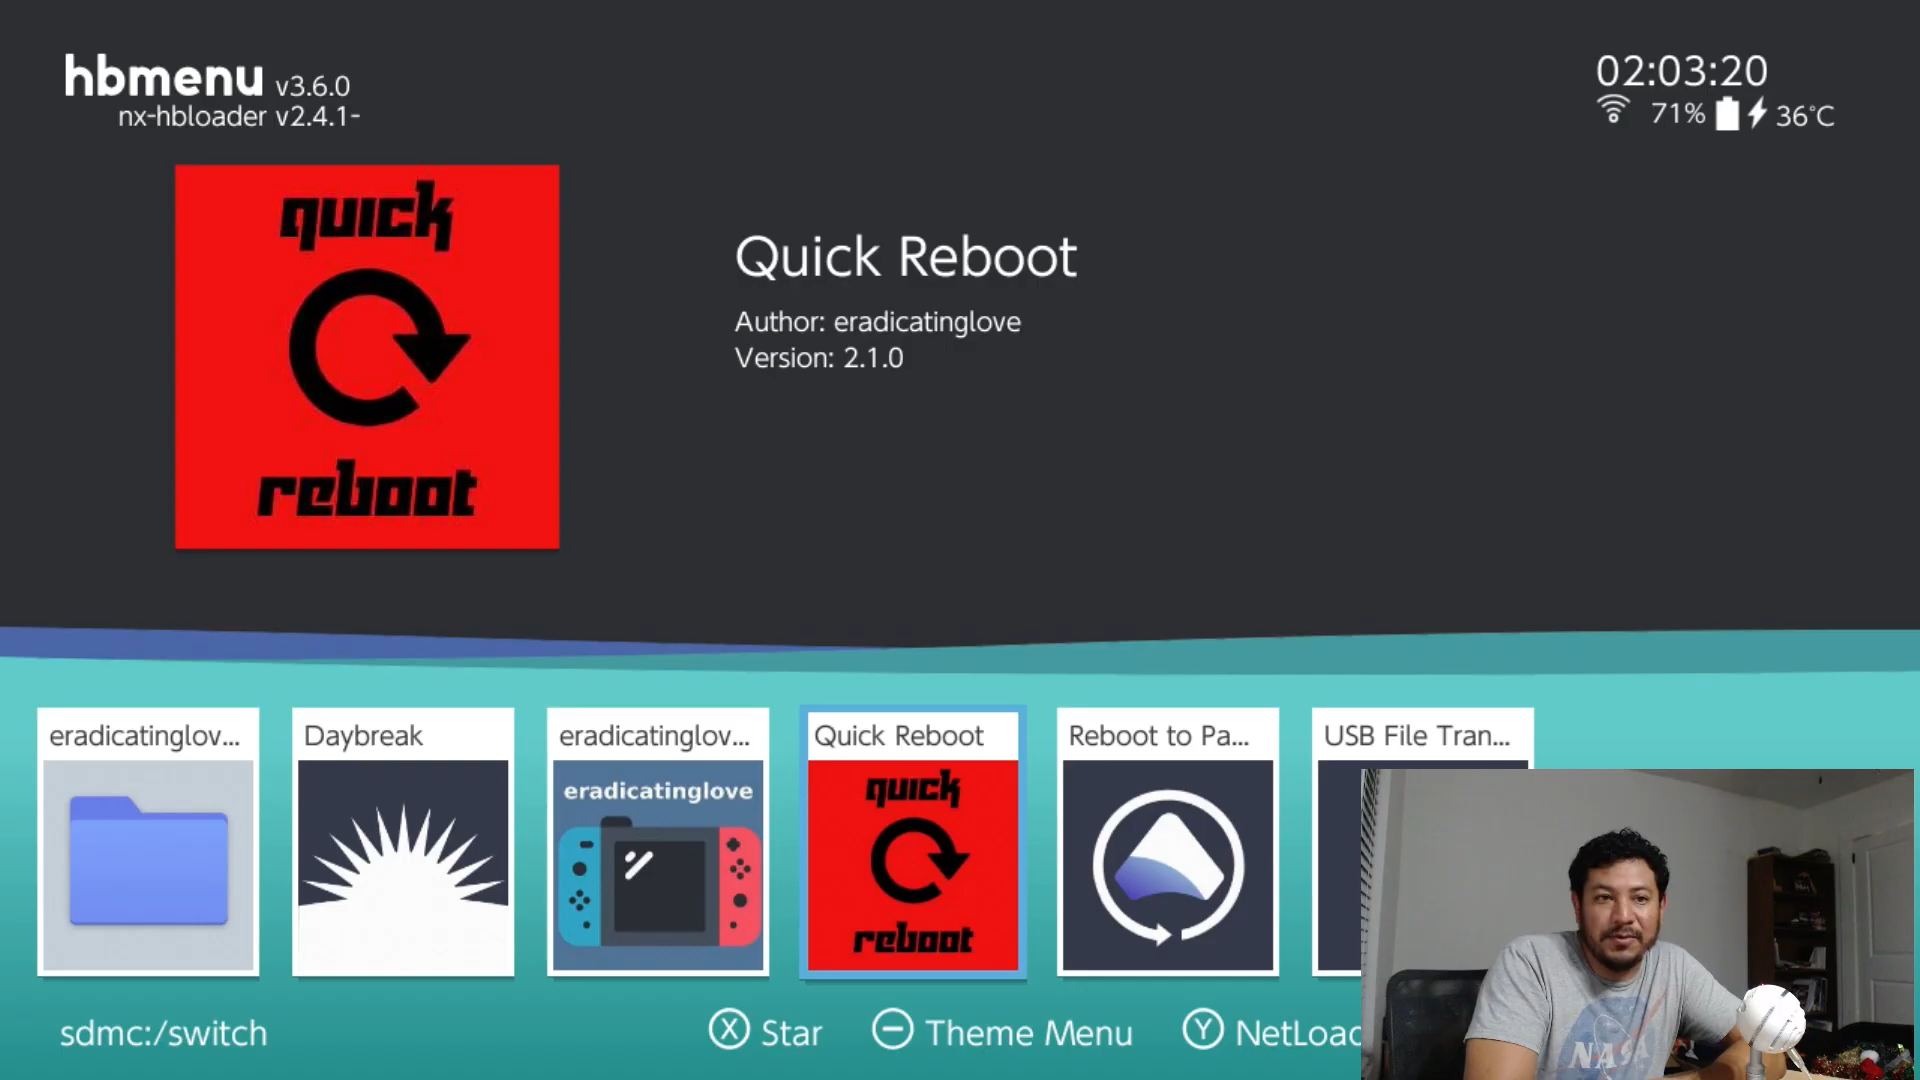 hbmenu v3.6.0
nx-hbloader v2.4.1-
02:03:20
71% 36°C
quick
reboot
Quick Reboot
Author: eradicatinglove
Version: 2.1.0
eradicatinglov...
Daybreak
eradicatinglov...
eradicatinglove
Quick Reboot
quick
reboot
Reboot to Pa...
USB File Tran...
sdmc:/switch
X Star
Theme Menu
Y NetLoad
NASA